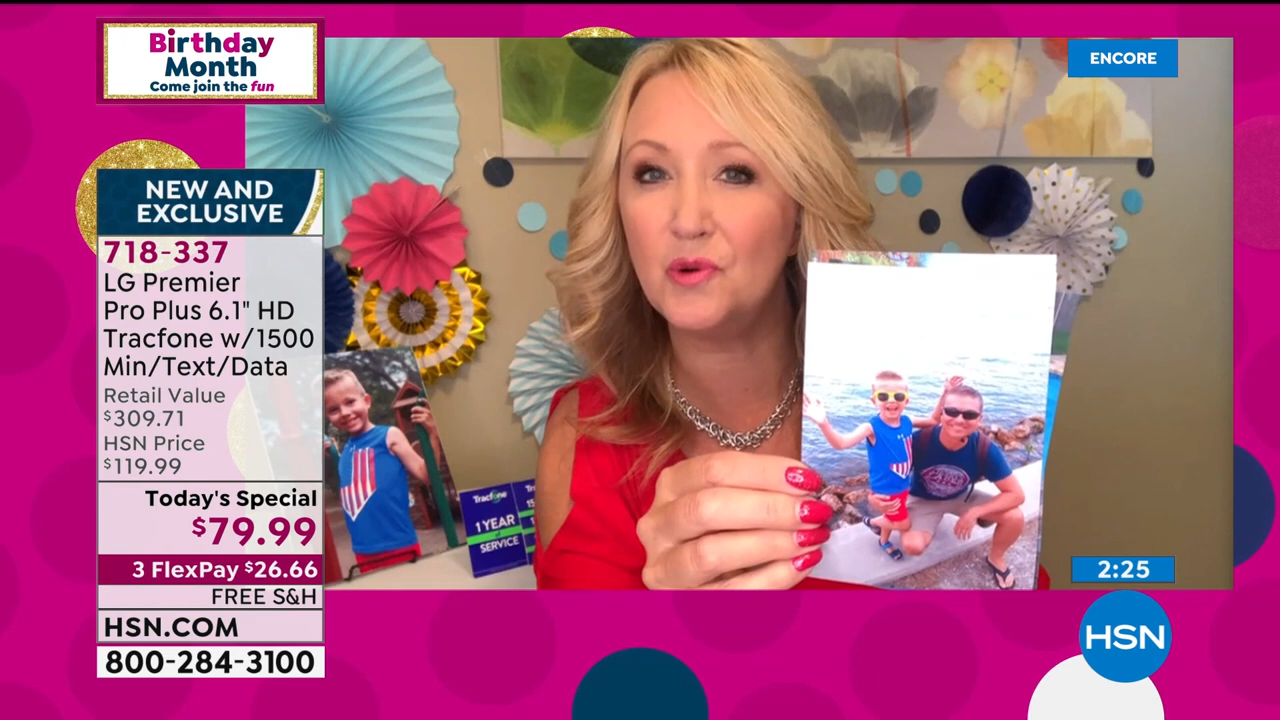 Birthday
Month
Come join the fun
ENCORE
NEW AND
EXCLUSIVE
718-337
LG Premier
Pro Plus 6.1" HD
Tracfone w/1500
Min/Text/Data
Retail Value
$309.71
HSN Price
$119.99
Today's Special
$79.99
3 FlexPay $26.66
FREE S&H
HSN.COM
800-284-3100
Tracfone
1 YEAR
of
SERVICE
2:25
HSN